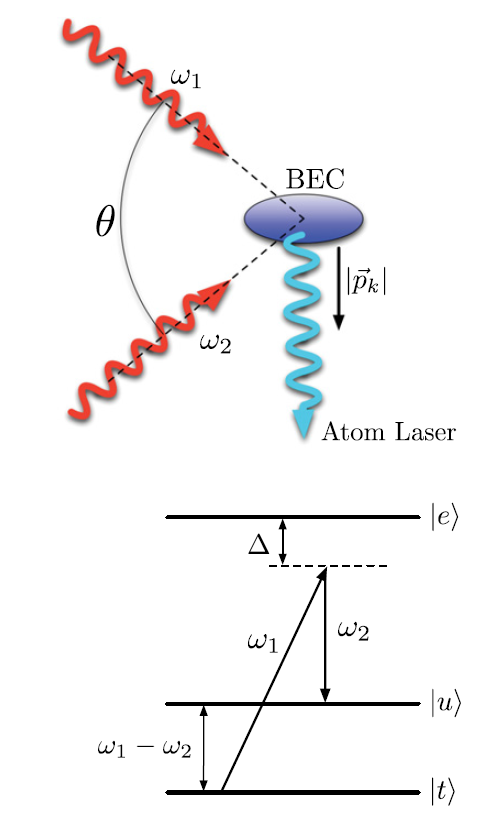 ω₁
BEC
θ
|p⃗ₖ|
ω₂
Atom Laser
|e⟩
Δ
ω₁
ω₂
|u⟩
ω₁ − ω₂
|t⟩